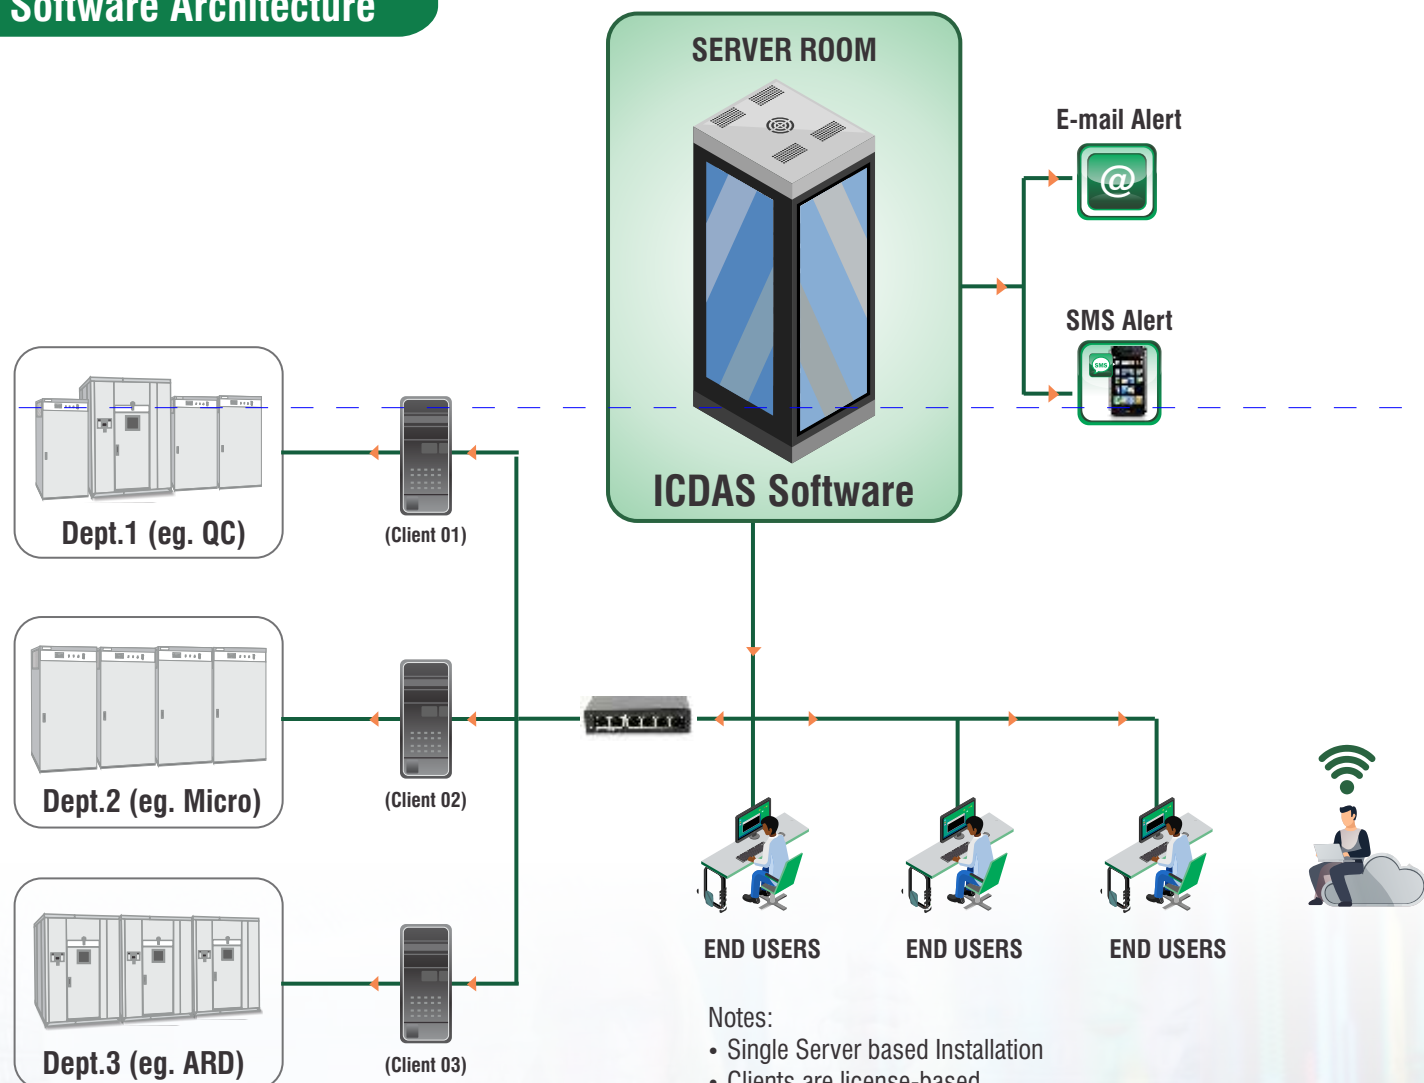 Software Architecture
SERVER ROOM
ICDAS Software
E-mail Alert
@
SMS Alert
SMS
Dept.1 (eg. QC)
(Client 01)
Dept.2 (eg. Micro)
(Client 02)
Dept.3 (eg. ARD)
(Client 03)
END USERS
END USERS
END USERS
Notes:
• Single Server based Installation
• Clients are license-based